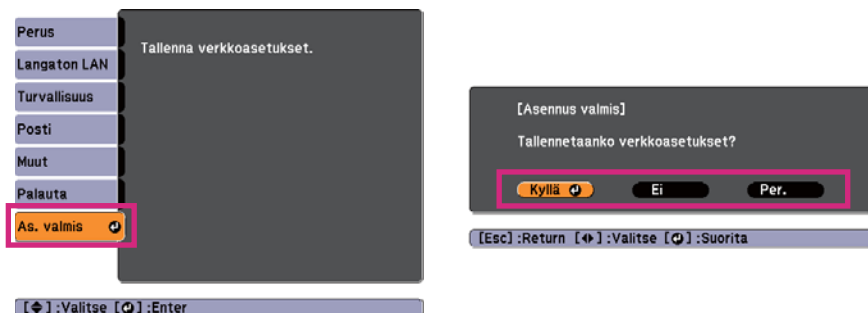 Perus
Langaton LAN
Turvallisuus
Posti
Muut
Palauta
As. valmis
Tallenna verkkoasetukset.
[ ] :Valitse [ ] :Enter
[Asennus valmis]
Tallennetaanko verkkoasetukset?
Kyllä Ei Per.
[Esc] :Return [ ] :Valitse [ ] :Suorita